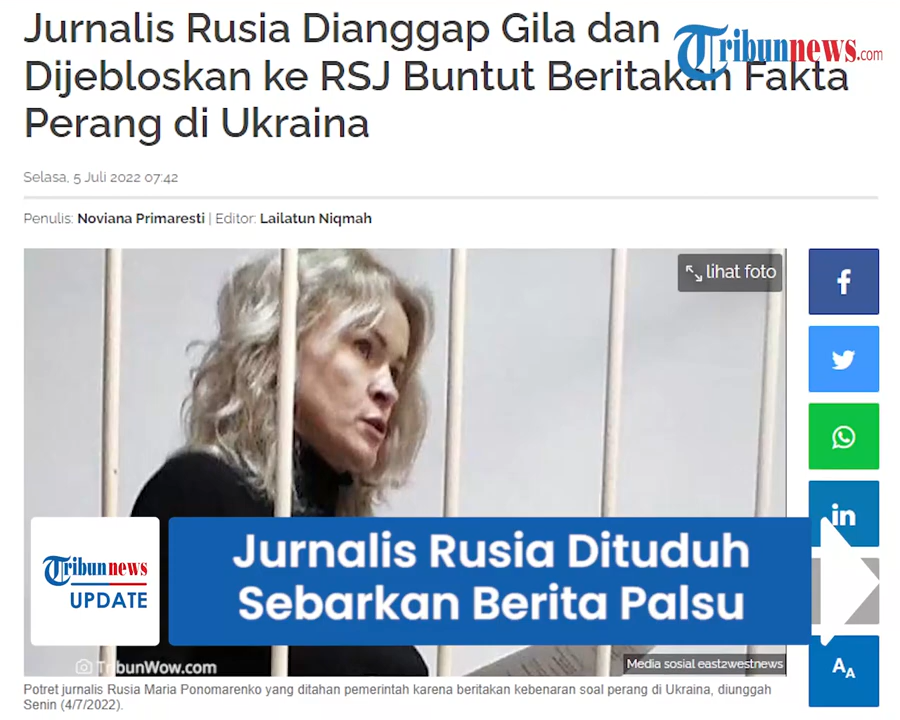 Jurnalis Rusia Dianggap Gila dan
Tribunnews.com
Dijebloskan ke RSJ Buntut Beritakan Fakta
Perang di Ukraina
Selasa, 5 Juli 2022 07:42
Penulis: Noviana Primaresti | Editor: Lailatun Niqmah
lihat foto
f
in
Tribunnews
UPDATE
Jurnalis Rusia Dituduh
Sebarkan Berita Palsu
TribunWow.com
Media sosial east2westnews
AA
Potret jurnalis Rusia Maria Ponomarenko yang ditahan pemerintah karena beritakan kebenaran soal perang di Ukraina, diunggah
Senin (4/7/2022).